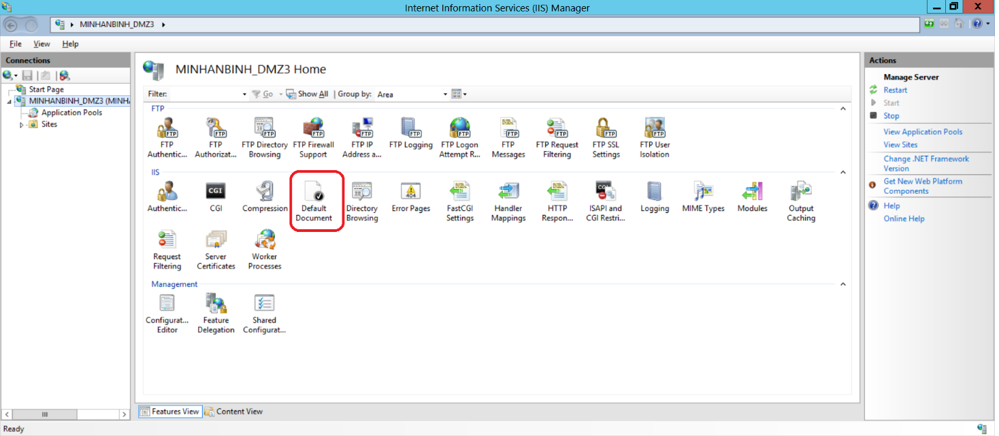 Internet Information Services (IIS) Manager
MINHANBINH_DMZ3
File View Help
Connections
Start Page
MINHANBINH_DMZ3 (MINHA
Application Pools
Sites
MINHANBINH_DMZ3 Home
Filter: Go Show All Group by: Area
FTP
FTP Authentic...
FTP Authorizat...
FTP Directory Browsing
FTP Firewall Support
FTP IP Address a...
FTP Logging
FTP Logon Attempt R...
FTP Messages
FTP Request Filtering
FTP SSL Settings
FTP User Isolation
IIS
Authentic...
CGI
Compression
Default Document
Directory Browsing
Error Pages
FastCGI Settings
Handler Mappings
HTTP Respon...
ISAPI and CGI Restri...
Logging
MIME Types
Modules
Output Caching
Request Filtering
Server Certificates
Worker Processes
Management
Configurat... Editor
Feature Delegation
Shared Configurat...
Features View Content View
Actions
Manage Server
Restart
Start
Stop
View Application Pools
View Sites
Change .NET Framework
Version
Get New Web Platform
Components
Help
Online Help
Ready